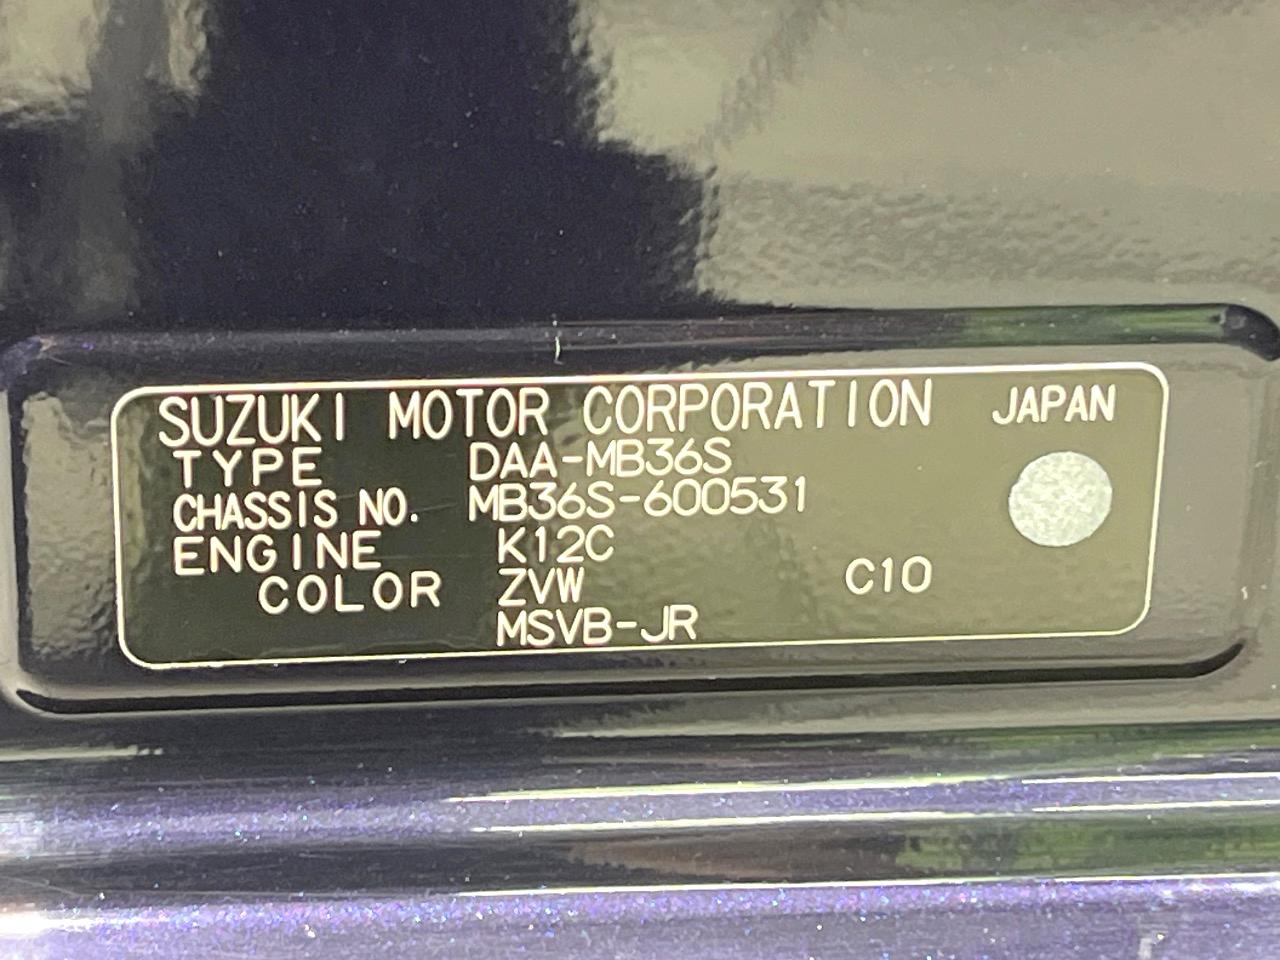 SUZUKI MOTOR CORPORATION JAPAN
TYPE DAA-MB36S
CHASSIS NO. MB36S-600531
ENGINE K12C
COLOR ZVW C10
MSVB-JR